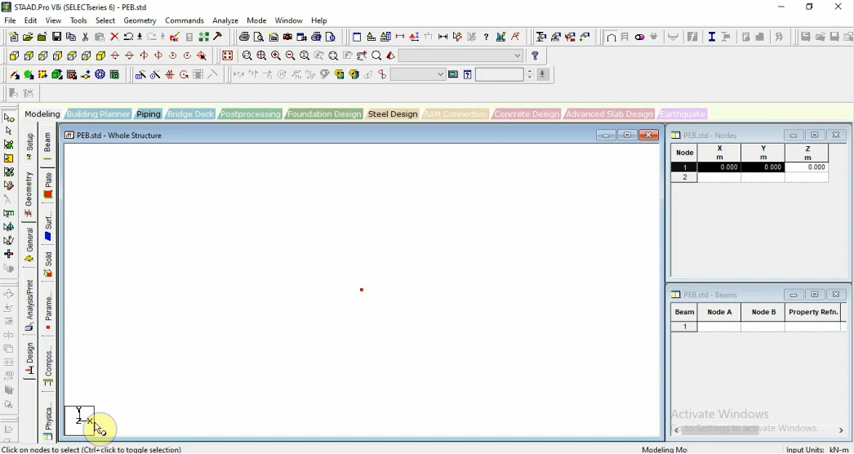 STAAD.Pro V8i (SELECTseries 6) - PEB.std
File Edit View Tools Select Geometry Commands Analyze Mode Window Help
Modeling Building Planner Piping Bridge Deck Postprocessing Foundation Design Steel Design RAM Connection Concrete Design Advanced Slab Design Earthquake
Setup
Geometry
General
Analysis/Print
Design
Beam
Plate
Surf...
Solid
Parame...
Compos...
Physica...
PEB.std - Whole Structure
Y
Z X
PEB.std - Nodes
Node X m Y m Z m
1 0.000 0.000 0.000
2
PEB.std - Beams
Beam Node A Node B Property Refn.
1
Activate Windows
Go to Settings to activate Windows.
Click on nodes to select (Ctrl+click to toggle selection) Modeling Mo Input Units: kN-m